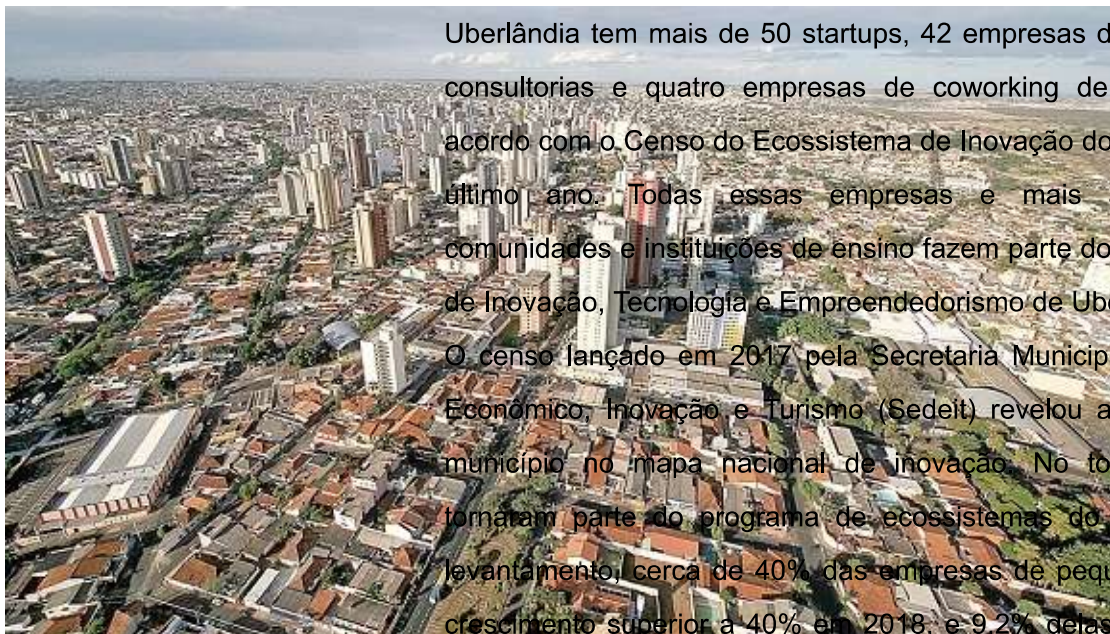 Uberlândia tem mais de 50 startups, 42 empresas d
consultorias e quatro empresas de coworking de
acordo com o Censo do Ecossistema de Inovação do
último ano. Todas essas empresas e mais
comunidades e instituições de ensino fazem parte do
de Inovação, Tecnologia e Empreendedorismo de Ube
O censo lançado em 2017 pela Secretaria Municip
Econômico, Inovação e Turismo (Sedeit) revelou a
município no mapa nacional de inovação. No to
tornaram parte do programa de ecossistemas do
levantamento, cerca de 40% das empresas de pequ
crescimento superior a 40% em 2018, e 9,2% delas